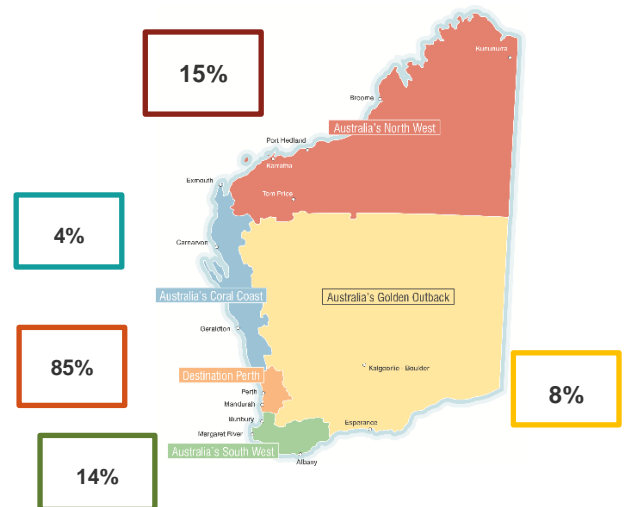 15%
Kununurra
Broome
Australia's North West
Port Hedland
Karratha
Exmouth
Tom Price
4%
Carnarvon
Australia's Coral Coast
Australia's Golden Outback
Geraldton
85%
Kalgoorlie - Boulder
Destination Perth
8%
Perth
Mandurah
Bunbury
Esperance
Margaret River
Australia's South West
Albany
14%